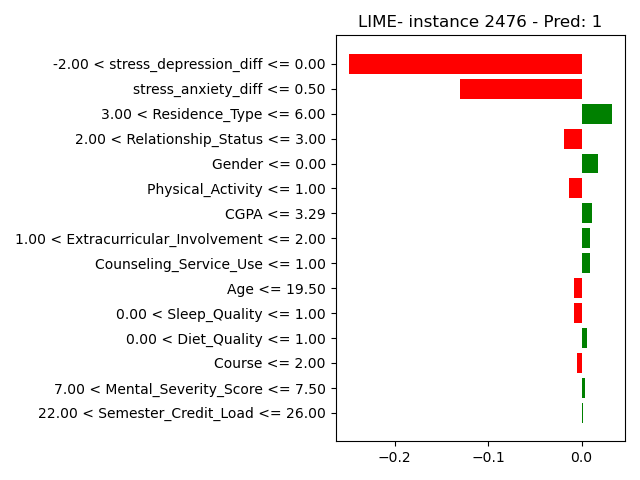 LIME- instance 2476 - Pred: 1
-2.00 < stress_depression_diff <= 0.00
stress_anxiety_diff <= 0.50
3.00 < Residence_Type <= 6.00
2.00 < Relationship_Status <= 3.00
Gender <= 0.00
Physical_Activity <= 1.00
CGPA <= 3.29
1.00 < Extracurricular_Involvement <= 2.00
Counseling_Service_Use <= 1.00
Age <= 19.50
0.00 < Sleep_Quality <= 1.00
0.00 < Diet_Quality <= 1.00
Course <= 2.00
7.00 < Mental_Severity_Score <= 7.50
22.00 < Semester_Credit_Load <= 26.00
−0.2 −0.1 0.0